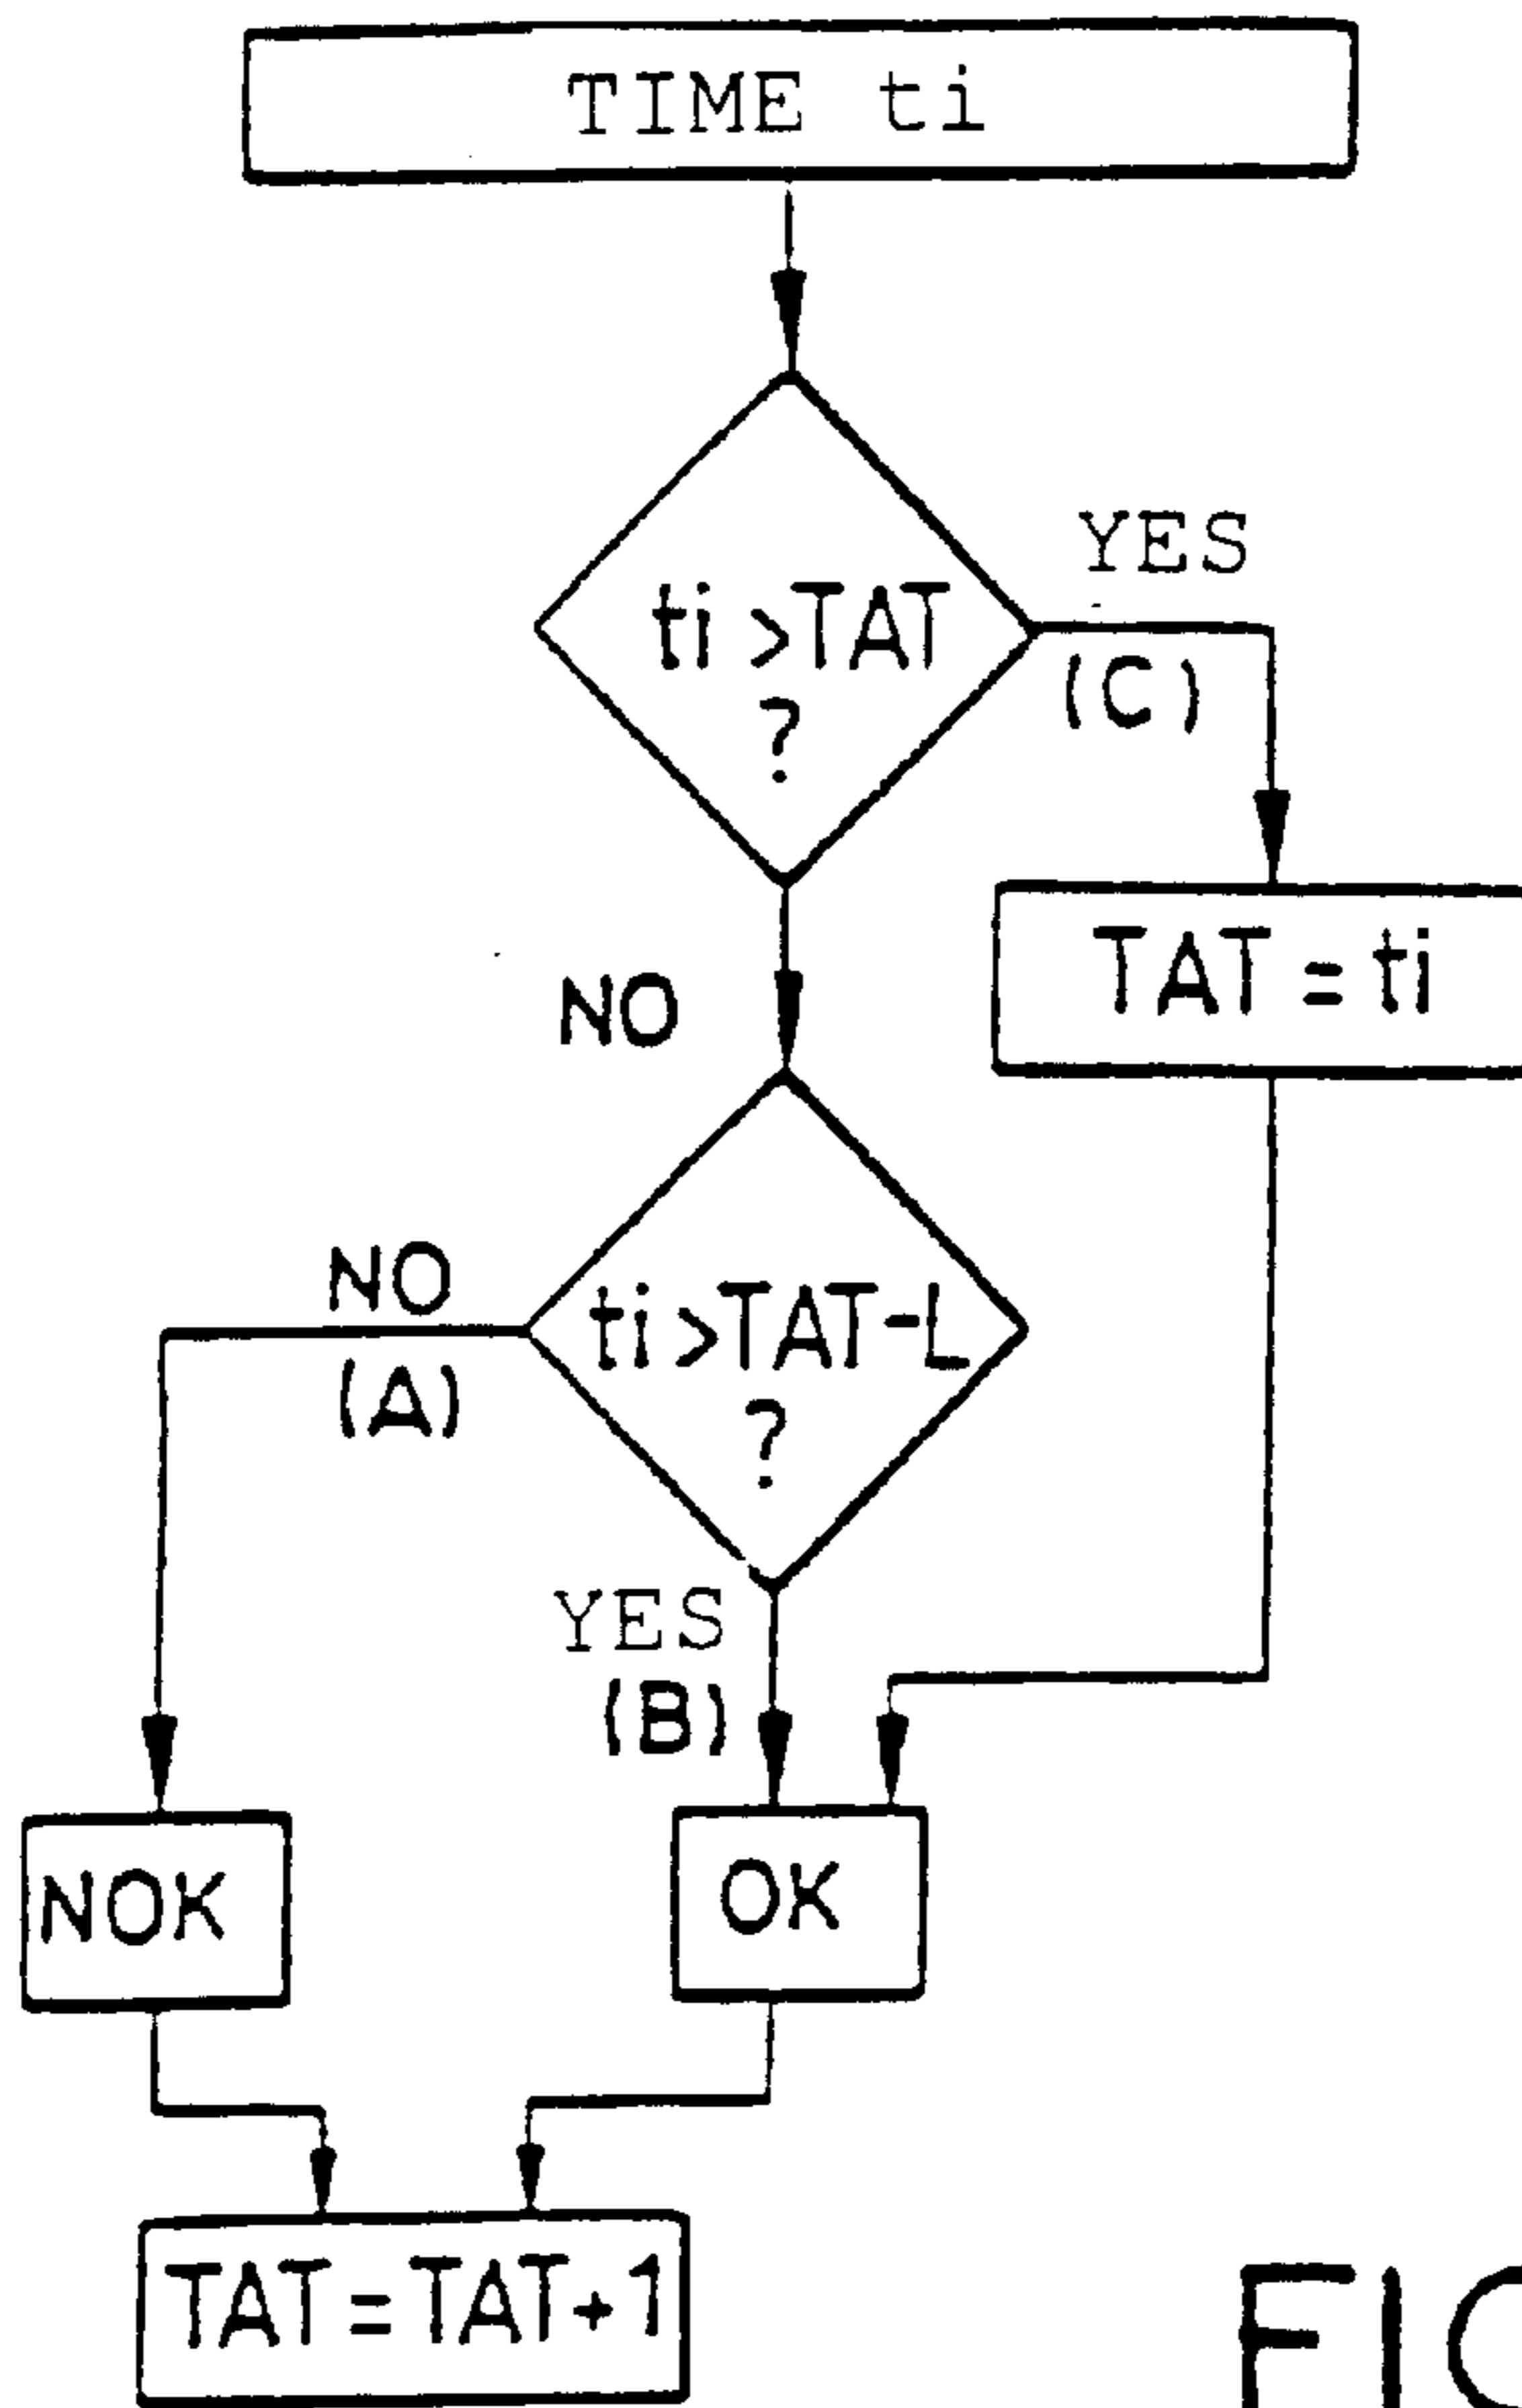 TIME ti
ti >TAT
?
YES
(C)
TAT = ti
NO
ti >TAT-L
?
NO
(A)
YES
(B)
NOK
OK
TAT=TAT+1